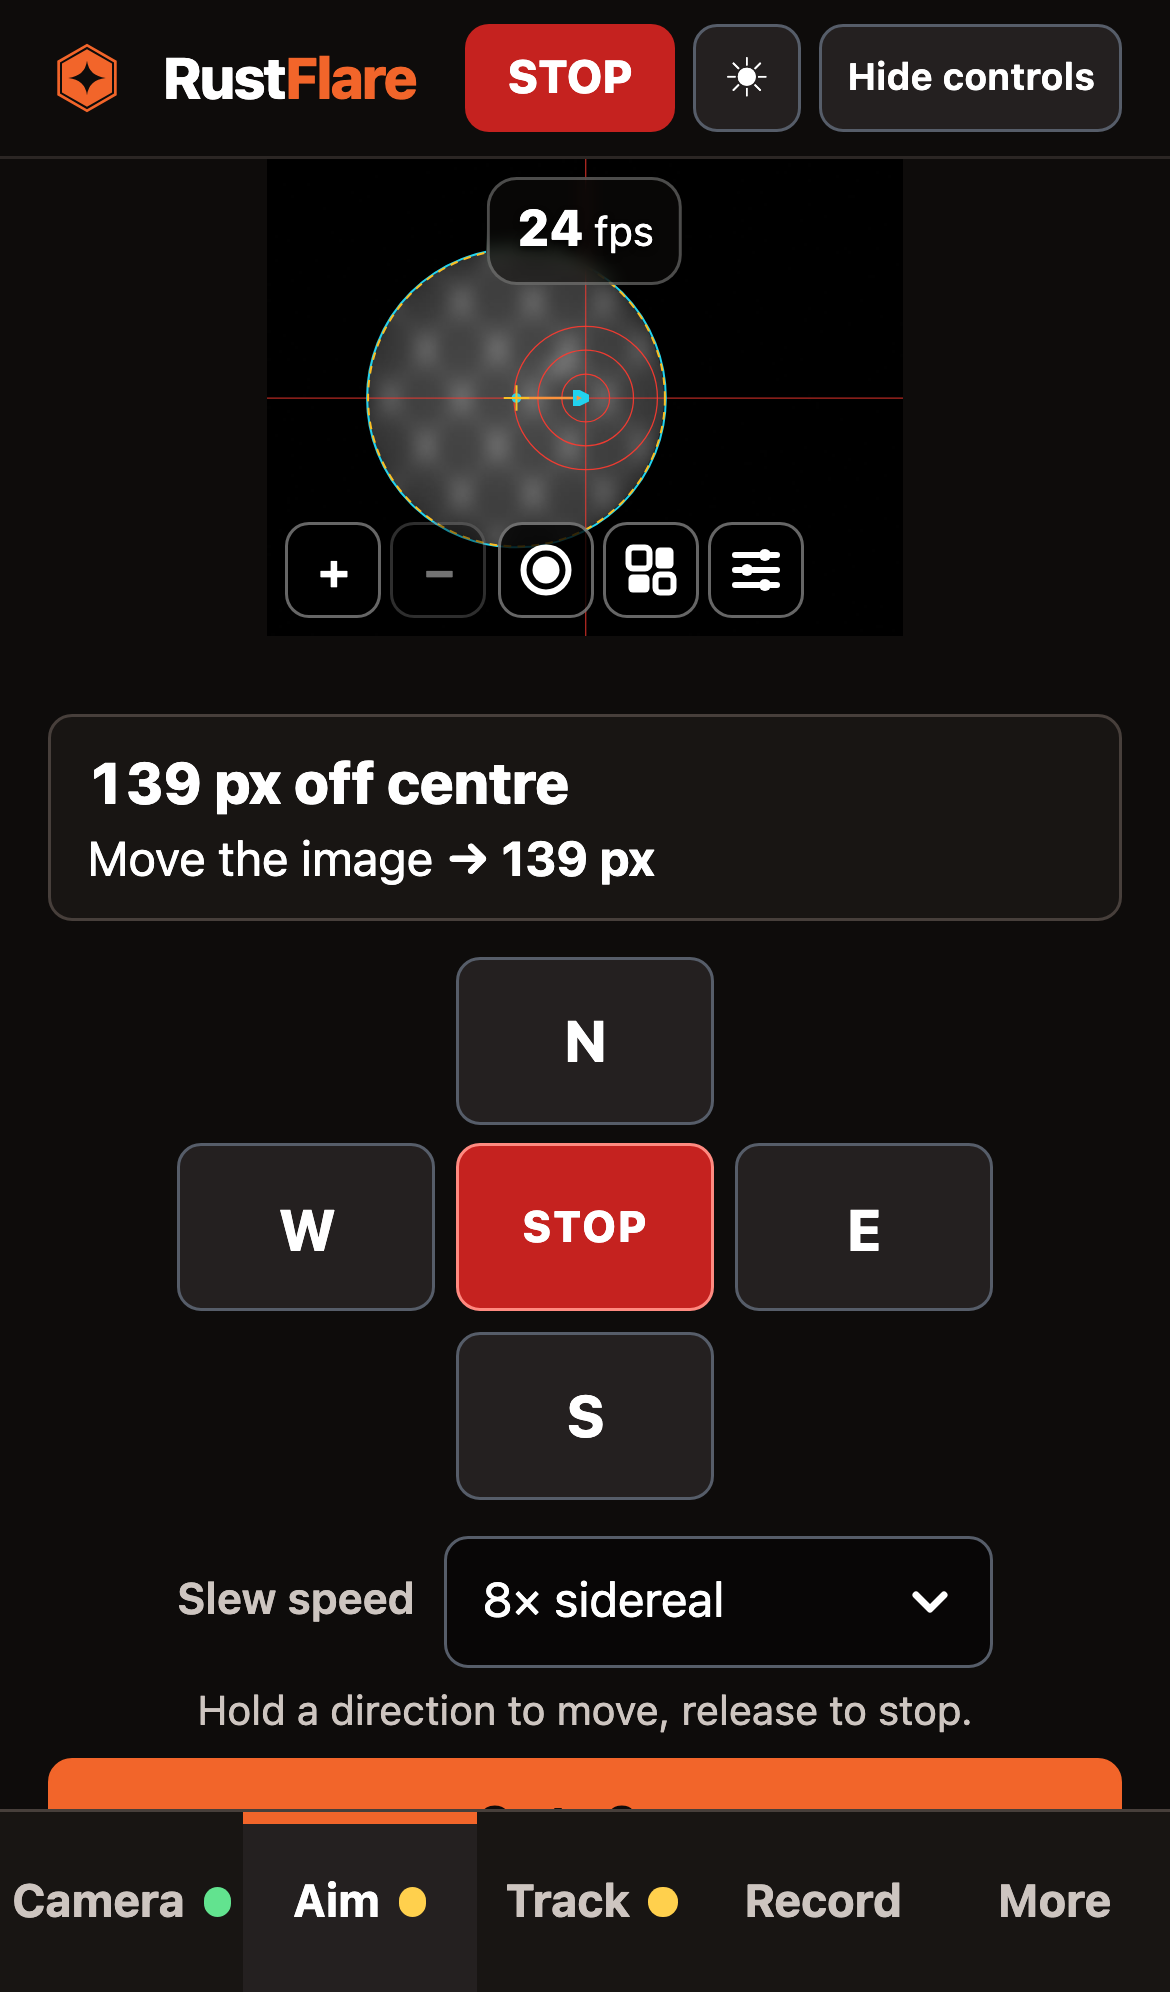 RustFlare STOP Hide controls
24 fps
139 px off centre
Move the image → 139 px
N
W STOP E
S
Slew speed 8× sidereal
Hold a direction to move, release to stop.
Camera Aim Track Record More